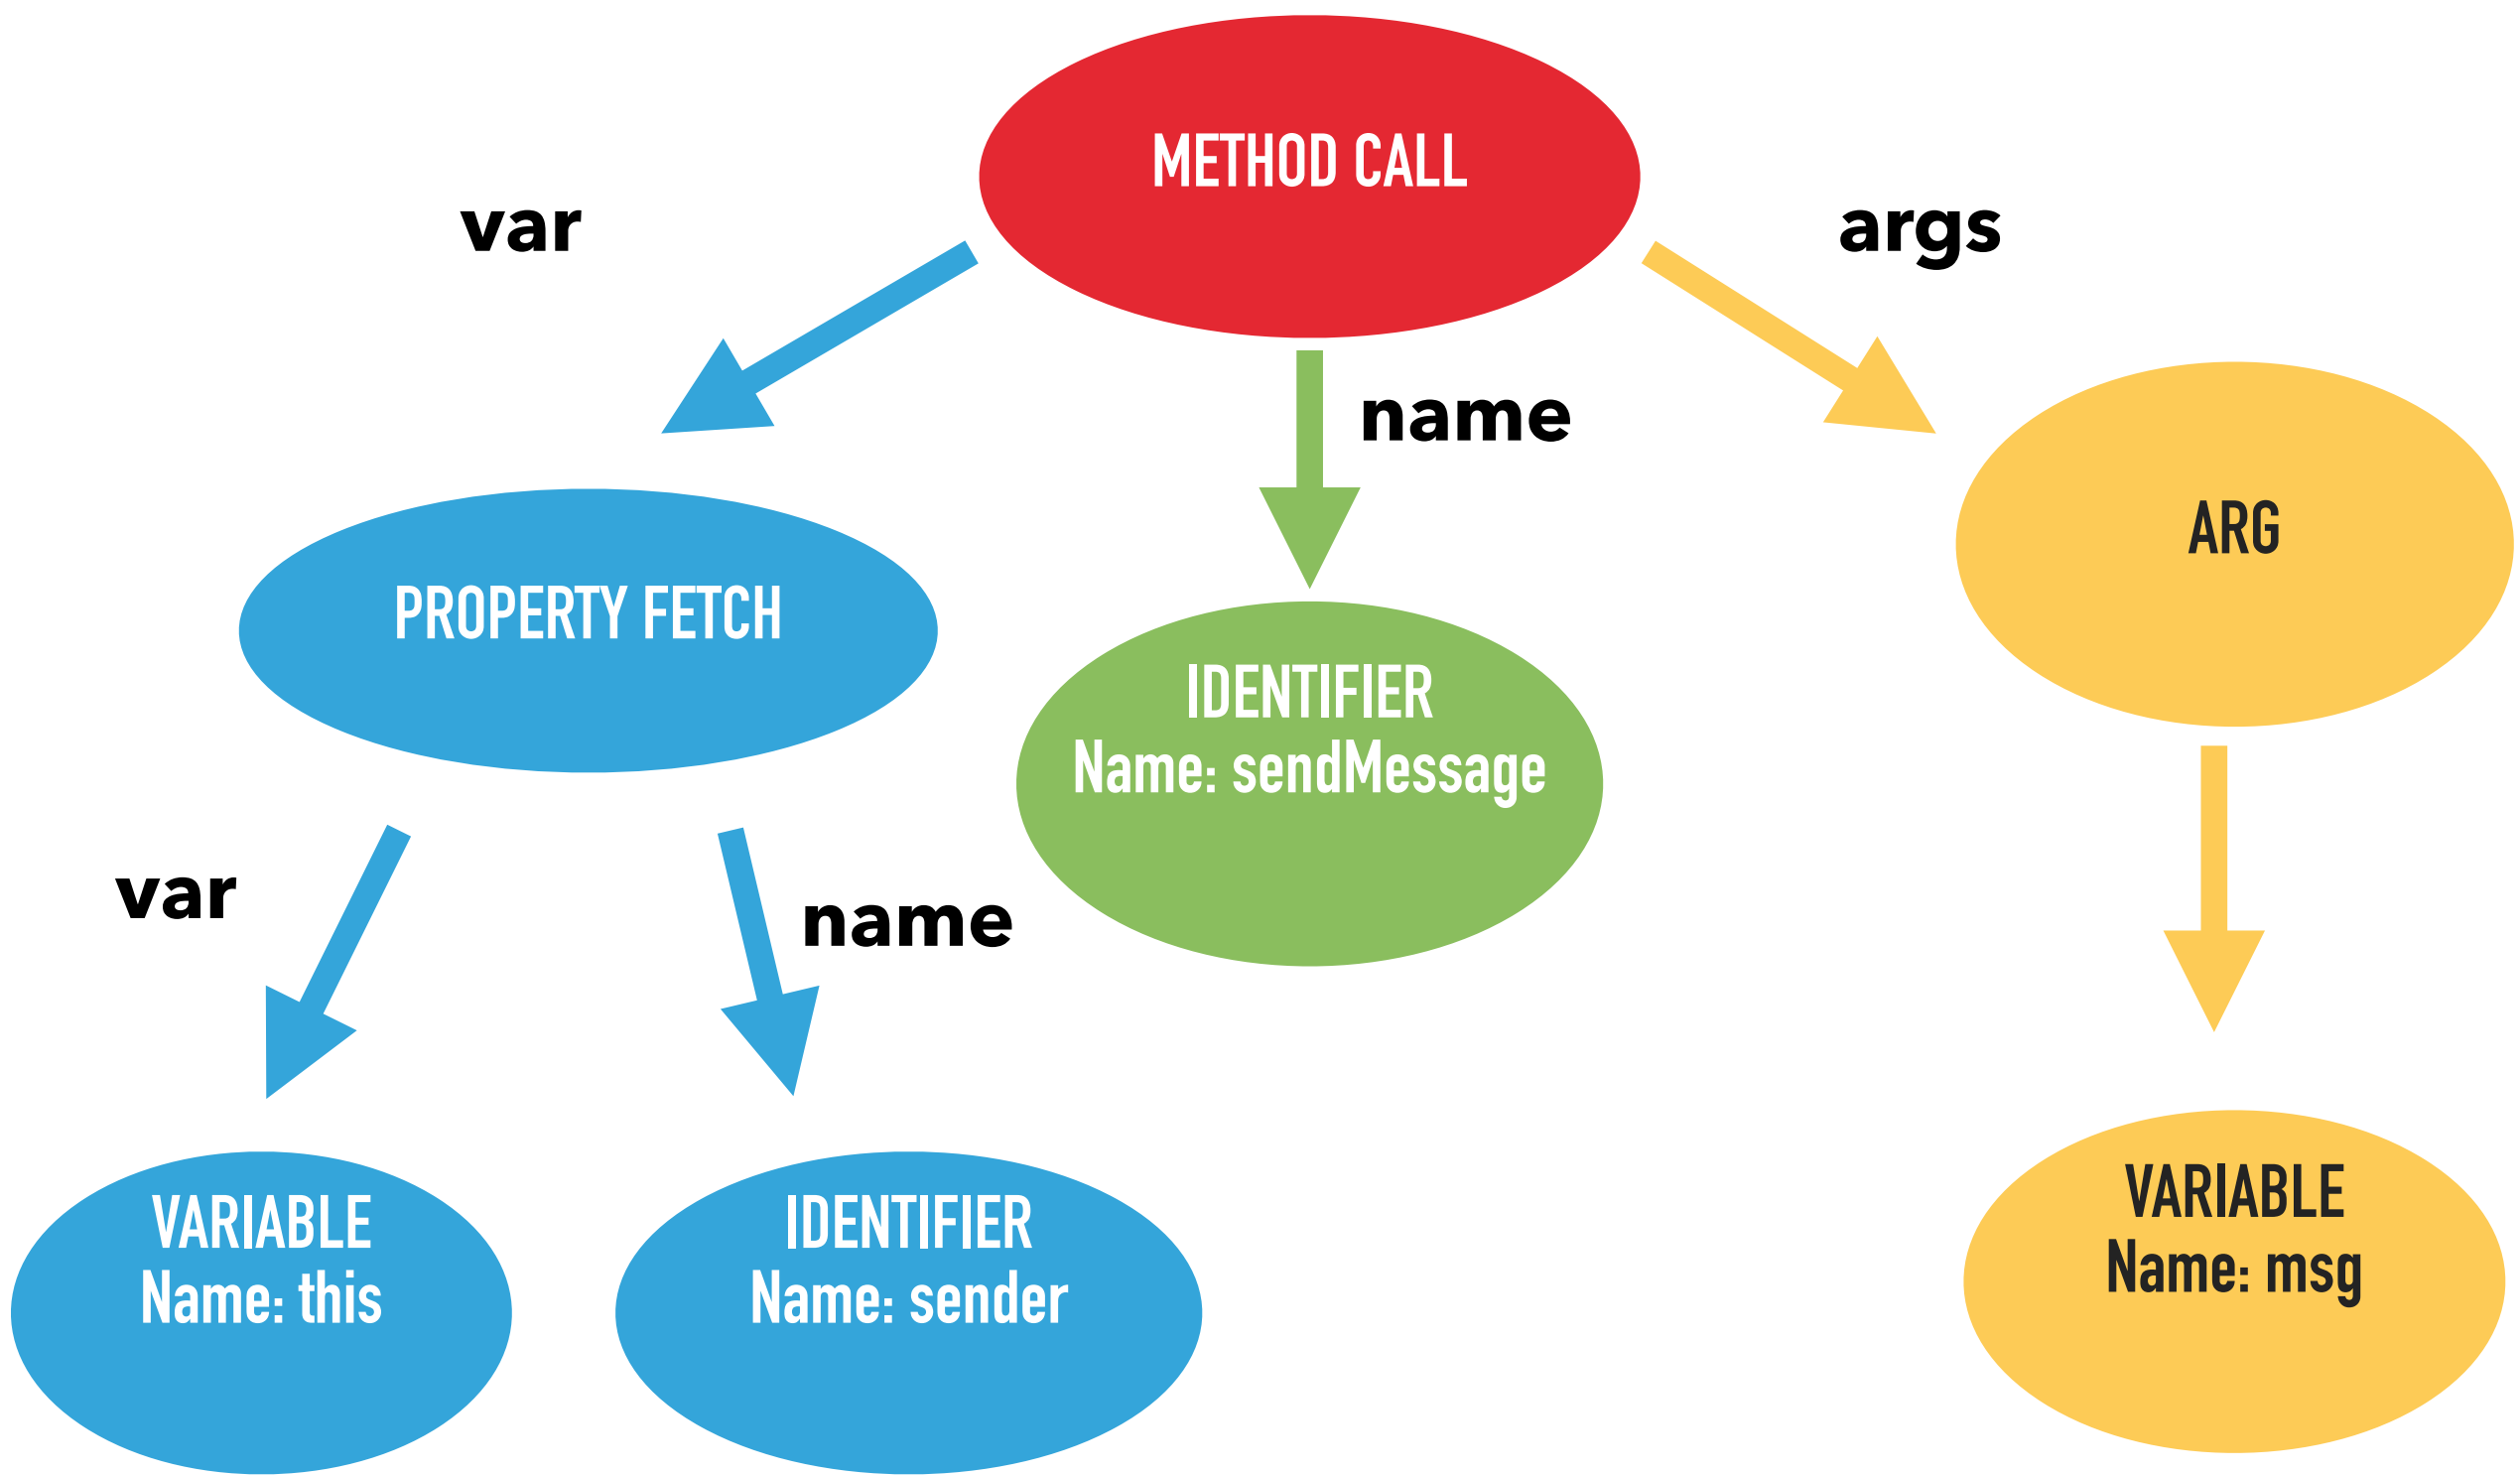 METHOD CALL
var
args
name
ARG
PROPERTY FETCH
IDENTIFIER
Name: sendMessage
var
name
VARIABLE
Name: this
IDENTIFIER
Name: sender
VARIABLE
Name: msg